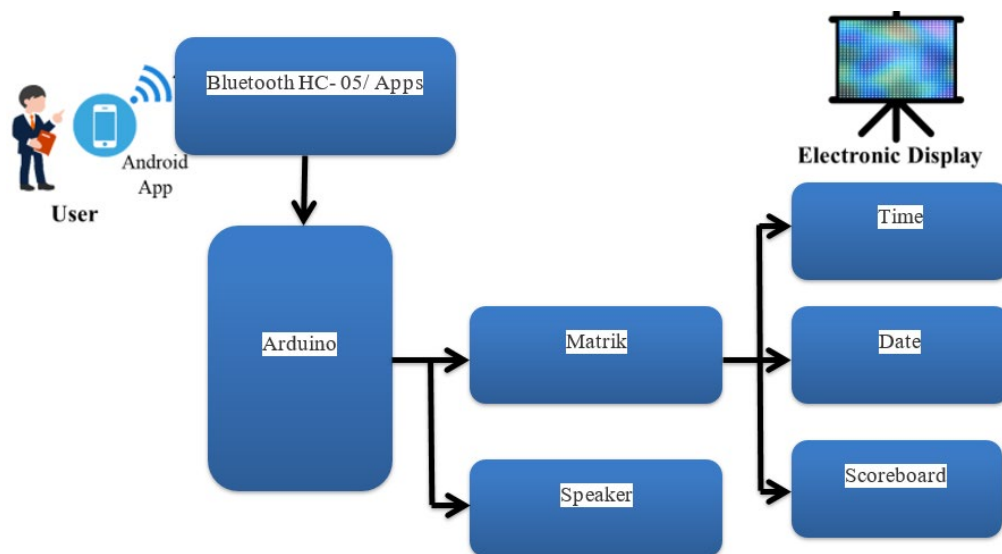 Bluetooth HC- 05/ Apps
Android
App
User
Electronic Display
Time
Arduino
Matrik
Date
Speaker
Scoreboard